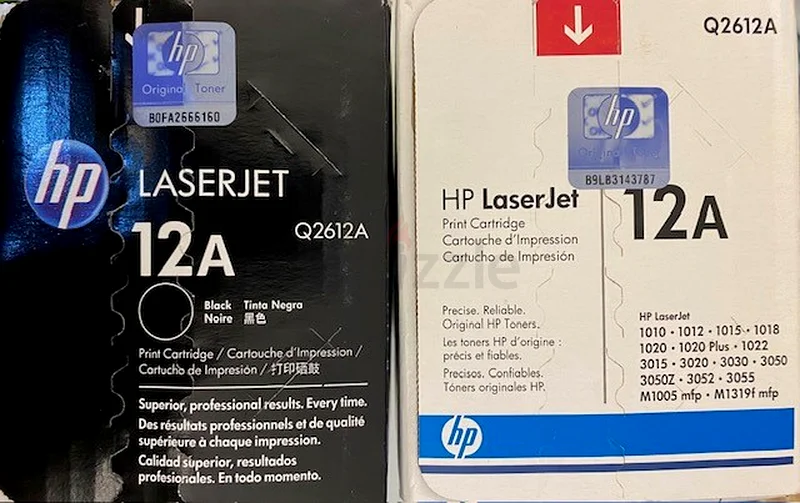 hp
Original Toner
B0FA2666160
hp
LASERJET
12A
Q2612A
Black Tinta Negra
Noire 黑色
Print Cartridge / Cartouche d'Impression /
Cartucho de Impresión / 打印硒鼓
Superior, professional results. Every time.
Des résultats professionnels et de qualité
supérieure à chaque impression.
Calidad superior, resultados
profesionales. En todo momento.
Q2612A
hp
Original Toner
B9LB3143787
HP LaserJet
12A
Print Cartridge
Cartouche d'Impression
Cartucho de Impresión
Precise. Reliable.
Original HP Toners.
Les toners HP d'origine :
précis et fiables.
Precisos. Confiables.
Tóners originales HP.
HP LaserJet
1010 • 1012 • 1015 • 1018
1020 • 1020 Plus • 1022
3015 • 3020 • 3030 • 3050
3050Z • 3052 • 3055
M1005 mfp • M1319f mfp
hp